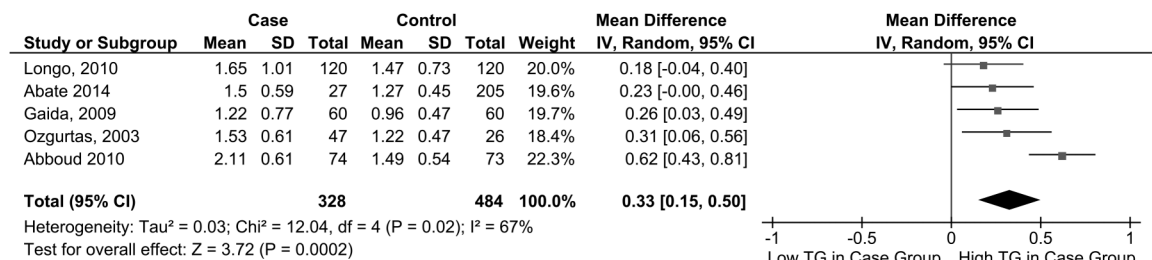 Case Control Mean Difference Mean Difference
Study or Subgroup Mean SD Total Mean SD Total Weight IV, Random, 95% CI IV, Random, 95% CI
Longo, 2010 1.65 1.01 120 1.47 0.73 120 20.0% 0.18 [-0.04, 0.40]
Abate 2014 1.5 0.59 27 1.27 0.45 205 19.6% 0.23 [-0.00, 0.46]
Gaida, 2009 1.22 0.77 60 0.96 0.47 60 19.7% 0.26 [0.03, 0.49]
Ozgurtas, 2003 1.53 0.61 47 1.22 0.47 26 18.4% 0.31 [0.06, 0.56]
Abboud 2010 2.11 0.61 74 1.49 0.54 73 22.3% 0.62 [0.43, 0.81]
Total (95% CI) 328 484 100.0% 0.33 [0.15, 0.50]
Heterogeneity: Tau² = 0.03; Chi² = 12.04, df = 4 (P = 0.02); I² = 67%
Test for overall effect: Z = 3.72 (P = 0.0002)
-1 -0.5 0 0.5 1
Low TG in Case Group High TG in Case Group